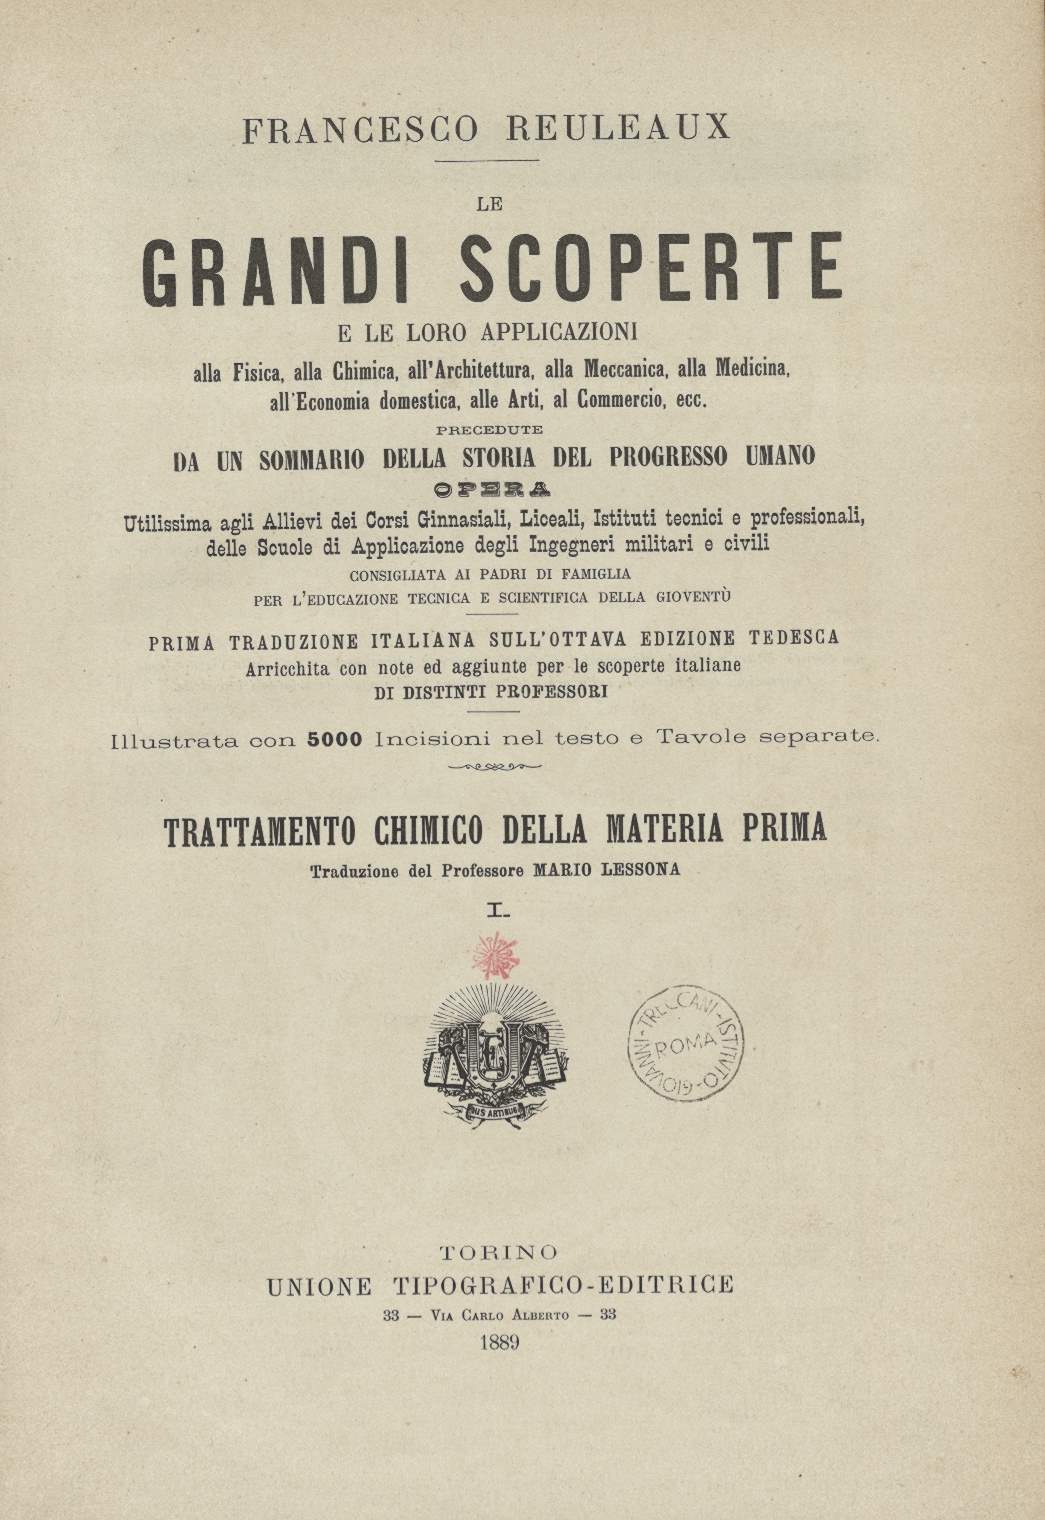 FRANCESCO REULEAUX
LE
GRANDI SCOPERTE
E LE LORO APPLICAZIONI
alla Fisica, alla Chimica, all'Architettura, alla Meccanica, alla Medicina,
all'Economia domestica, alle Arti, al Commercio, ecc.
PRECEDUTE
DA UN SOMMARIO DELLA STORIA DEL PROGRESSO UMANO
OPERA
Utilissima agli Allievi dei Corsi Ginnasiali, Liceali, Istituti tecnici e professionali,
delle Scuole di Applicazione degli Ingegneri militari e civili
CONSIGLIATA AI PADRI DI FAMIGLIA
PER L'EDUCAZIONE TECNICA E SCIENTIFICA DELLA GIOVENTÙ
PRIMA TRADUZIONE ITALIANA SULL'OTTAVA EDIZIONE TEDESCA
Arricchita con note ed aggiunte per le scoperte italiane
DI DISTINTI PROFESSORI
Illustrata con 5000 Incisioni nel testo e Tavole separate.
TRATTAMENTO CHIMICO DELLA MATERIA PRIMA
Traduzione del Professore MARIO LESSONA
I.
ARTIBUS
GIOVANNI-TRECCANI-ISTITUTO-
ROMA
TORINO
UNIONE TIPOGRAFICO-EDITRICE
33 — VIA CARLO ALBERTO — 33
1889